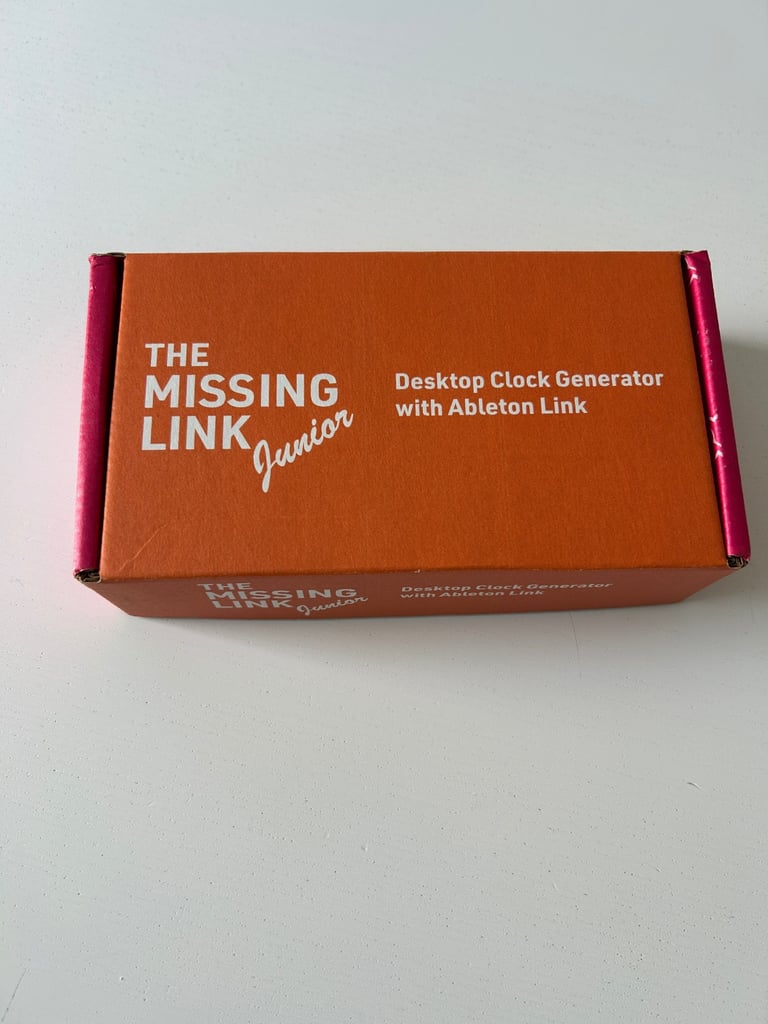 THE
MISSING
LINK Junior
Desktop Clock Generator
with Ableton Link
THE
MISSING
LINK Junior
Desktop Clock Generator
with Ableton Link